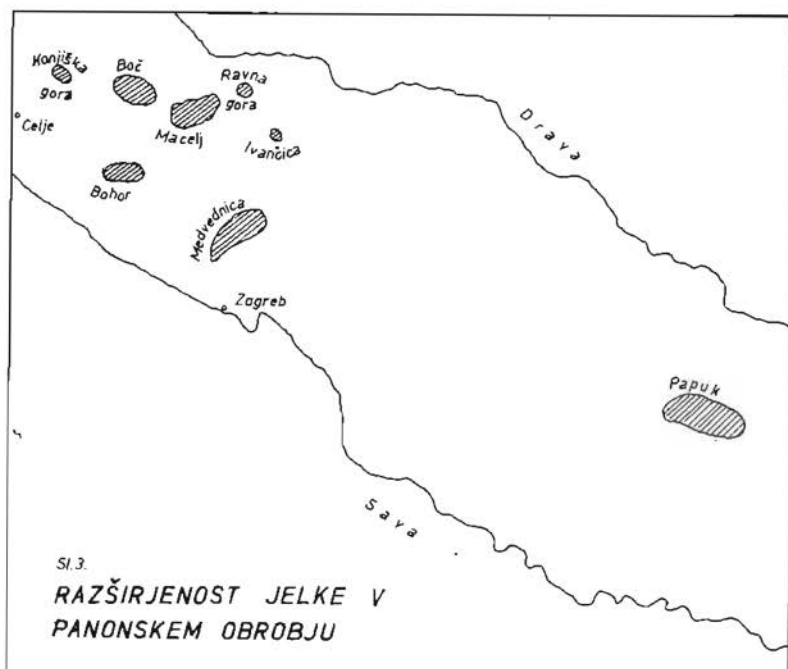 Konjiška
gora
Boč
Ravna
gora
Macelj
Ivančica
Celje
Bohor
Medvednica
Zagreb
Drava
Papuk
Sava
Sl.3.
RAZŠIRJENOST JELKE V
PANONSKEM OBROBJU